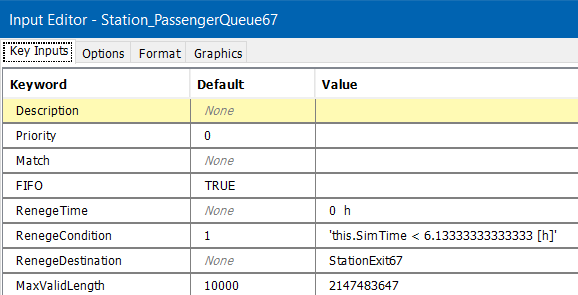 Input Editor - Station_PassengerQueue67
Key Inputs Options Format Graphics
Keyword Default Value
Description None
Priority 0
Match None
FIFO TRUE
RenegeTime None 0 h
RenegeCondition 1 'this.SimTime < 6.13333333333333 [h]'
RenegeDestination None StationExit67
MaxValidLength 10000 2147483647